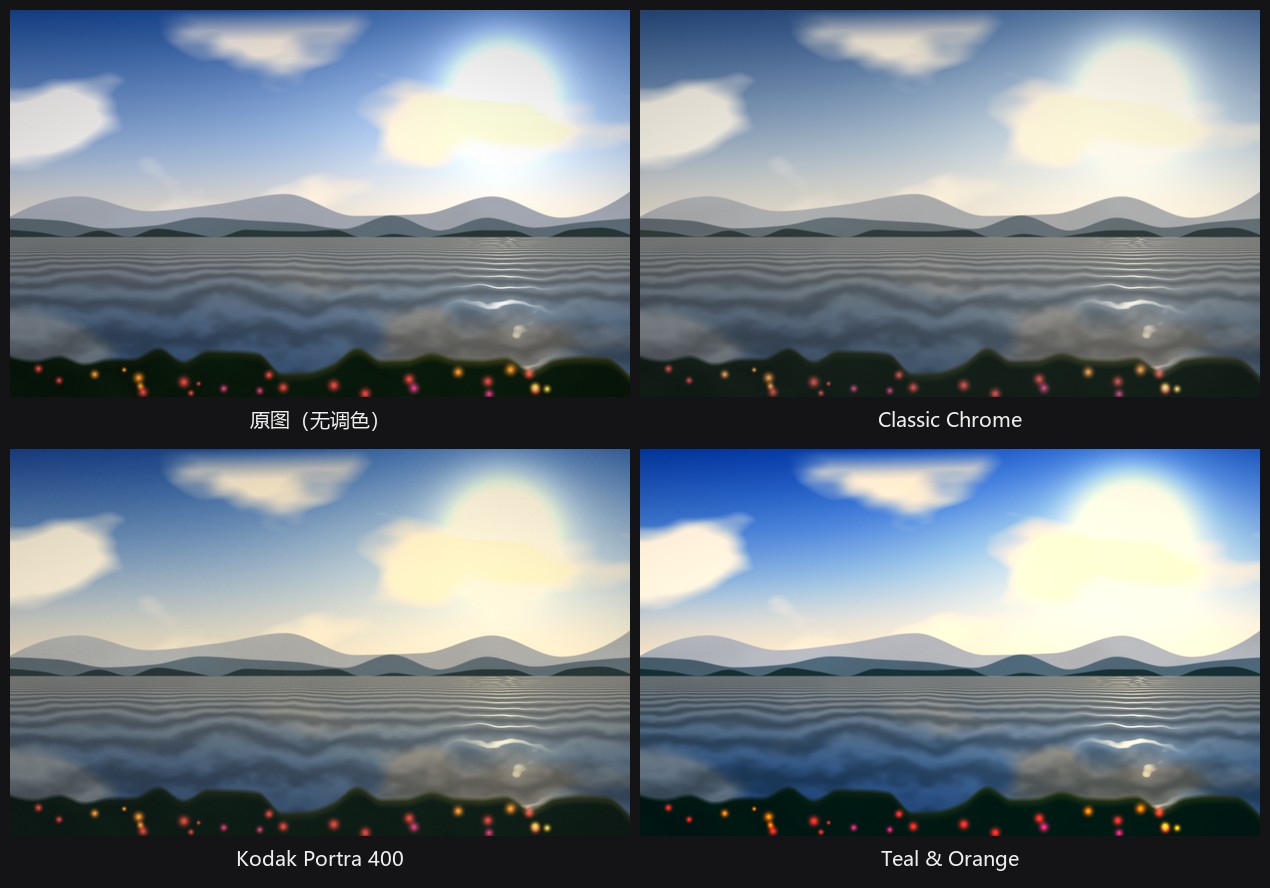 原图（无调色）
Classic Chrome
Kodak Portra 400
Teal & Orange